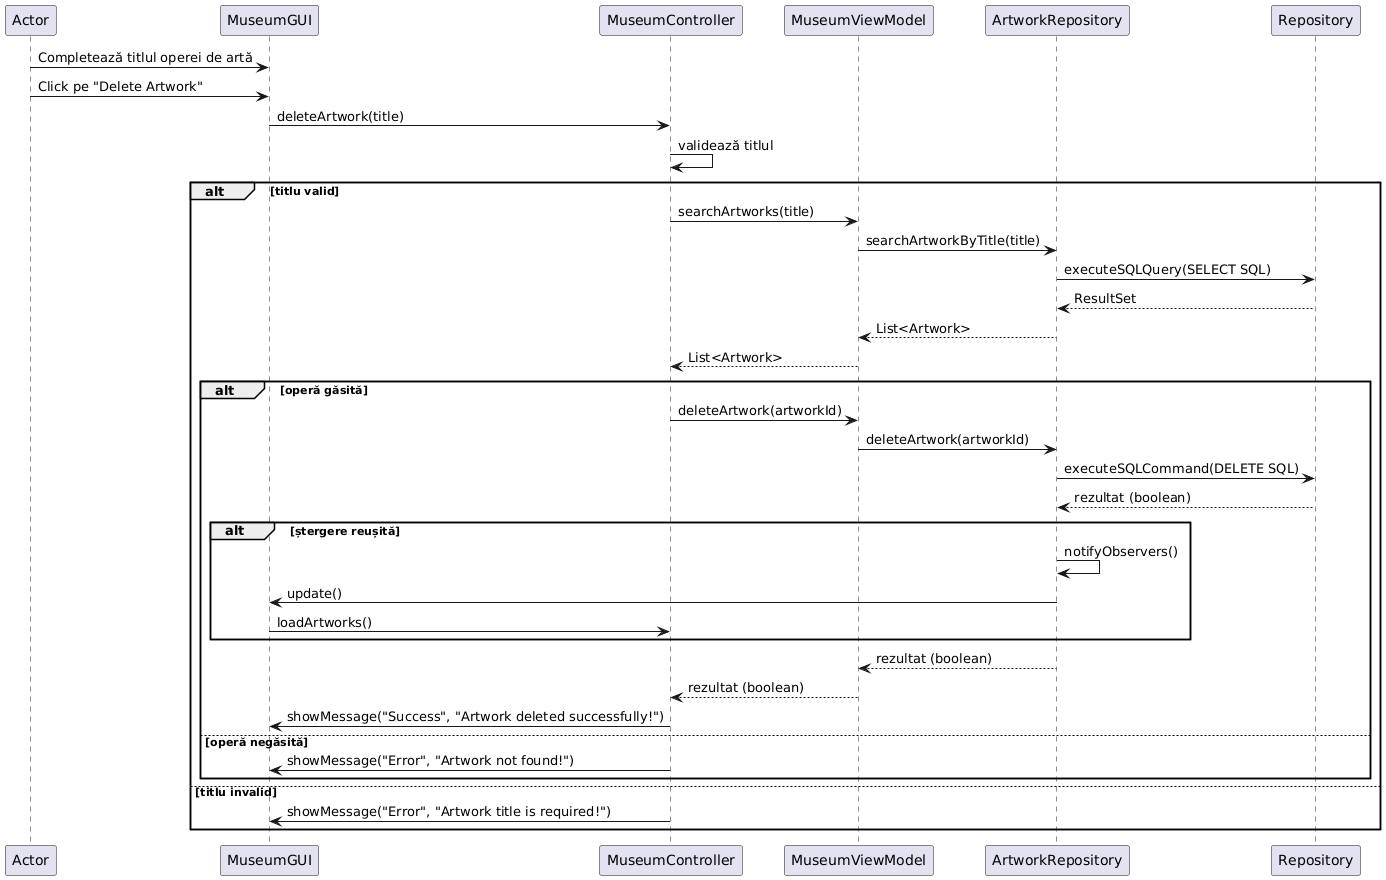 Actor MuseumGUI MuseumController MuseumViewModel ArtworkRepository Repository
Completează titlul operei de artă
Click pe "Delete Artwork"
deleteArtwork(title)
validează titlul
alt [titlu valid]
searchArtworks(title)
searchArtworkByTitle(title)
executeSQLQuery(SELECT SQL)
ResultSet
List<Artwork>
List<Artwork>
alt [operă găsită]
deleteArtwork(artworkId)
deleteArtwork(artworkId)
executeSQLCommand(DELETE SQL)
rezultat (boolean)
alt [ștergere reușită]
notifyObservers()
update()
loadArtworks()
rezultat (boolean)
rezultat (boolean)
showMessage("Success", "Artwork deleted successfully!")
[operă negăsită]
showMessage("Error", "Artwork not found!")
[titlu invalid]
showMessage("Error", "Artwork title is required!")
Actor MuseumGUI MuseumController MuseumViewModel ArtworkRepository Repository